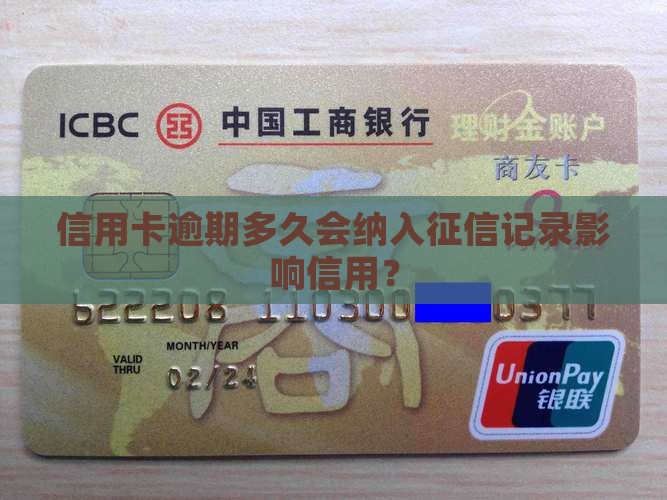 ICBC 中国工商银行 理财金账户
商友卡
信用卡逾期多久会纳入征信记录影
响信用？
622208 110300 0377
MONTH/YEAR
VALID
THRU
02/24
UnionPay
银联
商